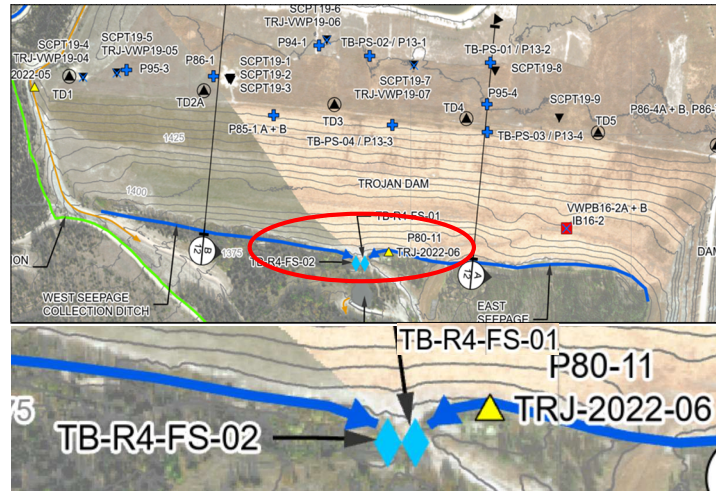 SCPT19-4
TRJ-VWP19-04
2022-05
TD1
SCPT19-5
TRJ-VWP19-05
P95-3
P86-1
TD2A
SCPT19-1
SCPT19-2
SCPT19-3
SCPT19-6
TRJ-VWP19-06
P94-1
TB-PS-02 / P13-1
SCPT19-7
TRJ-VWP19-07
TB-PS-01 / P13-2
SCPT19-8
P95-4
SCPT19-9
P86-4A + B, P86-
P85-1 A + B
TD3
TB-PS-04 / P13-3
TD4
TB-PS-03 / P13-4
TD5
1425
1400
1375
TROJAN DAM
TB-R4-FS-01
VWPB16-2A + B
IB16-2
P80-11
TRJ-2022-06
TB-R4-FS-02
B
12
A
12
ON
DAM
WEST SEEPAGE
COLLECTION DITCH
EAST
SEEPAGE
TB-R4-FS-01
P80-11
TRJ-2022-06
75
TB-R4-FS-02